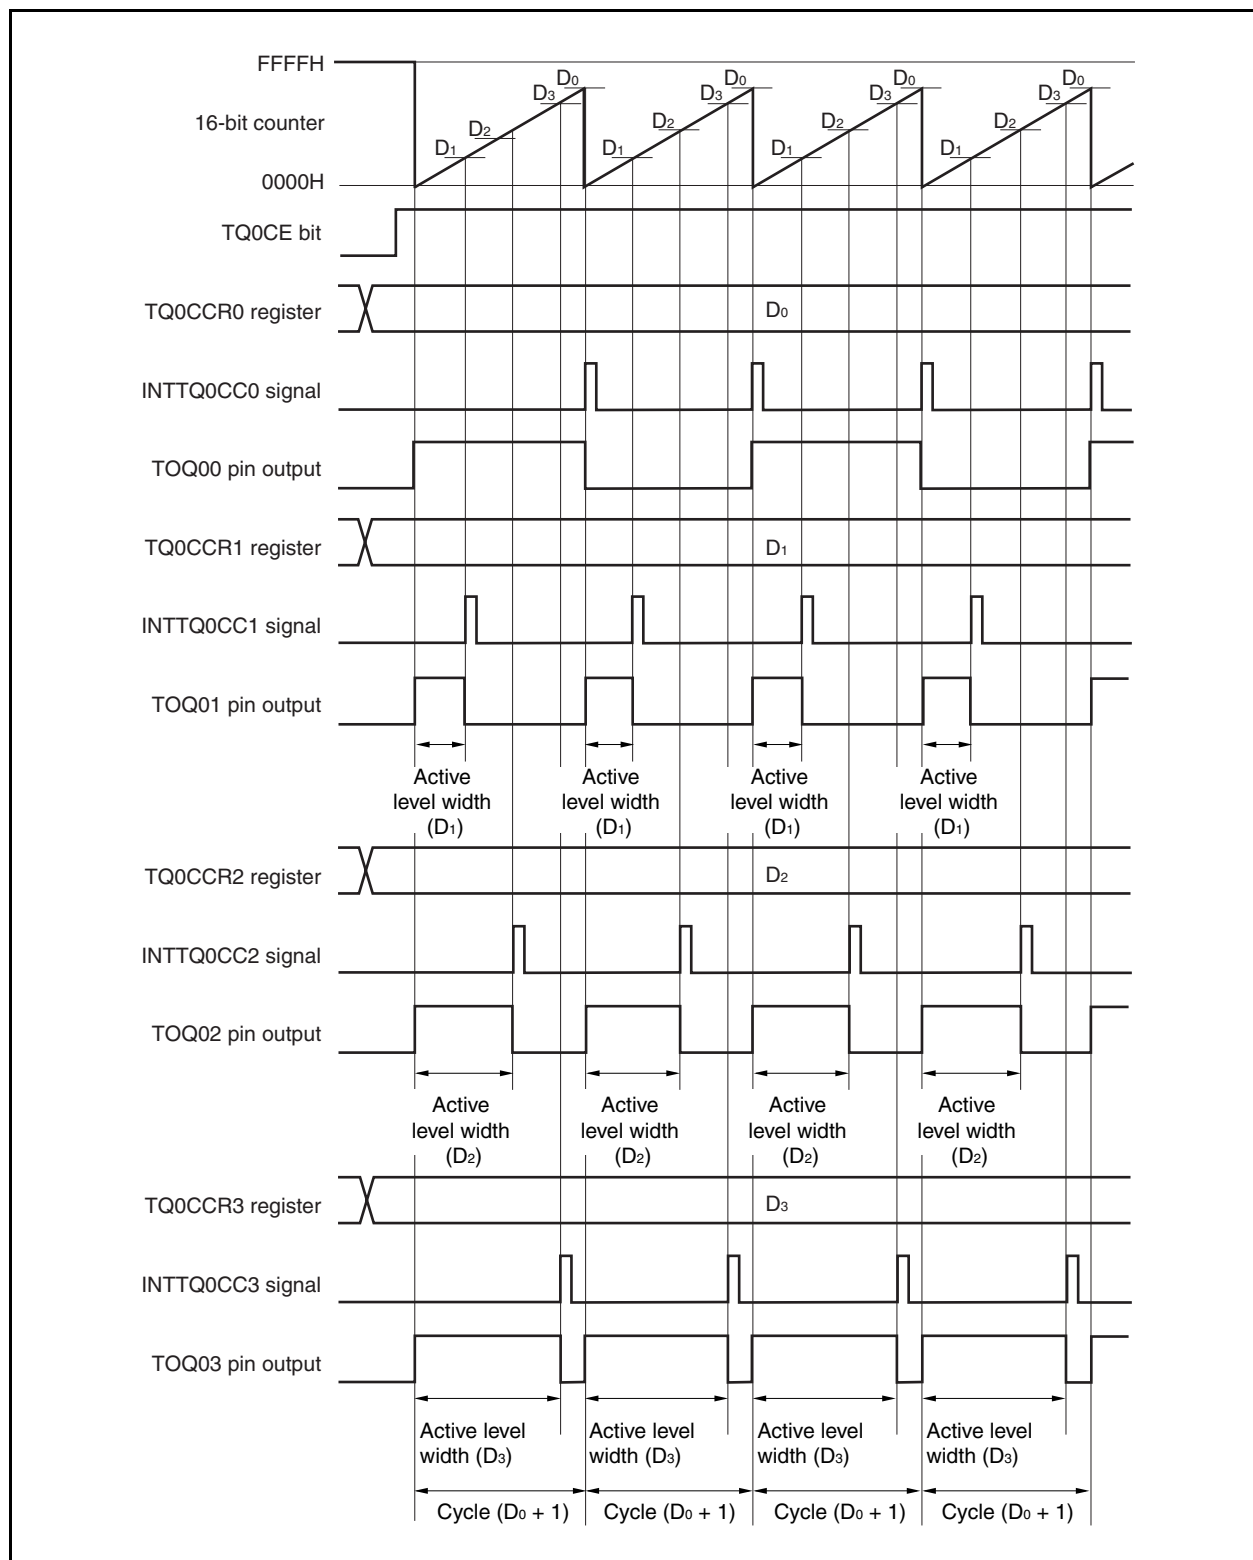 FFFFH
D0 D0 D0 D0
D3 D3 D3 D3
16-bit counter
D2 D2 D2 D2
D1 D1 D1 D1
0000H
TQ0CE bit
TQ0CCR0 register
D0
INTTQ0CC0 signal
TOQ00 pin output
TQ0CCR1 register
D1
INTTQ0CC1 signal
TOQ01 pin output
Active Active Active Active
level width level width level width level width
(D1) (D1) (D1) (D1)
TQ0CCR2 register
D2
INTTQ0CC2 signal
TOQ02 pin output
Active Active Active Active
level width level width level width level width
(D2) (D2) (D2) (D2)
TQ0CCR3 register
D3
INTTQ0CC3 signal
TOQ03 pin output
Active level Active level Active level Active level
width (D3) width (D3) width (D3) width (D3)
Cycle (D0 + 1) Cycle (D0 + 1) Cycle (D0 + 1) Cycle (D0 + 1)